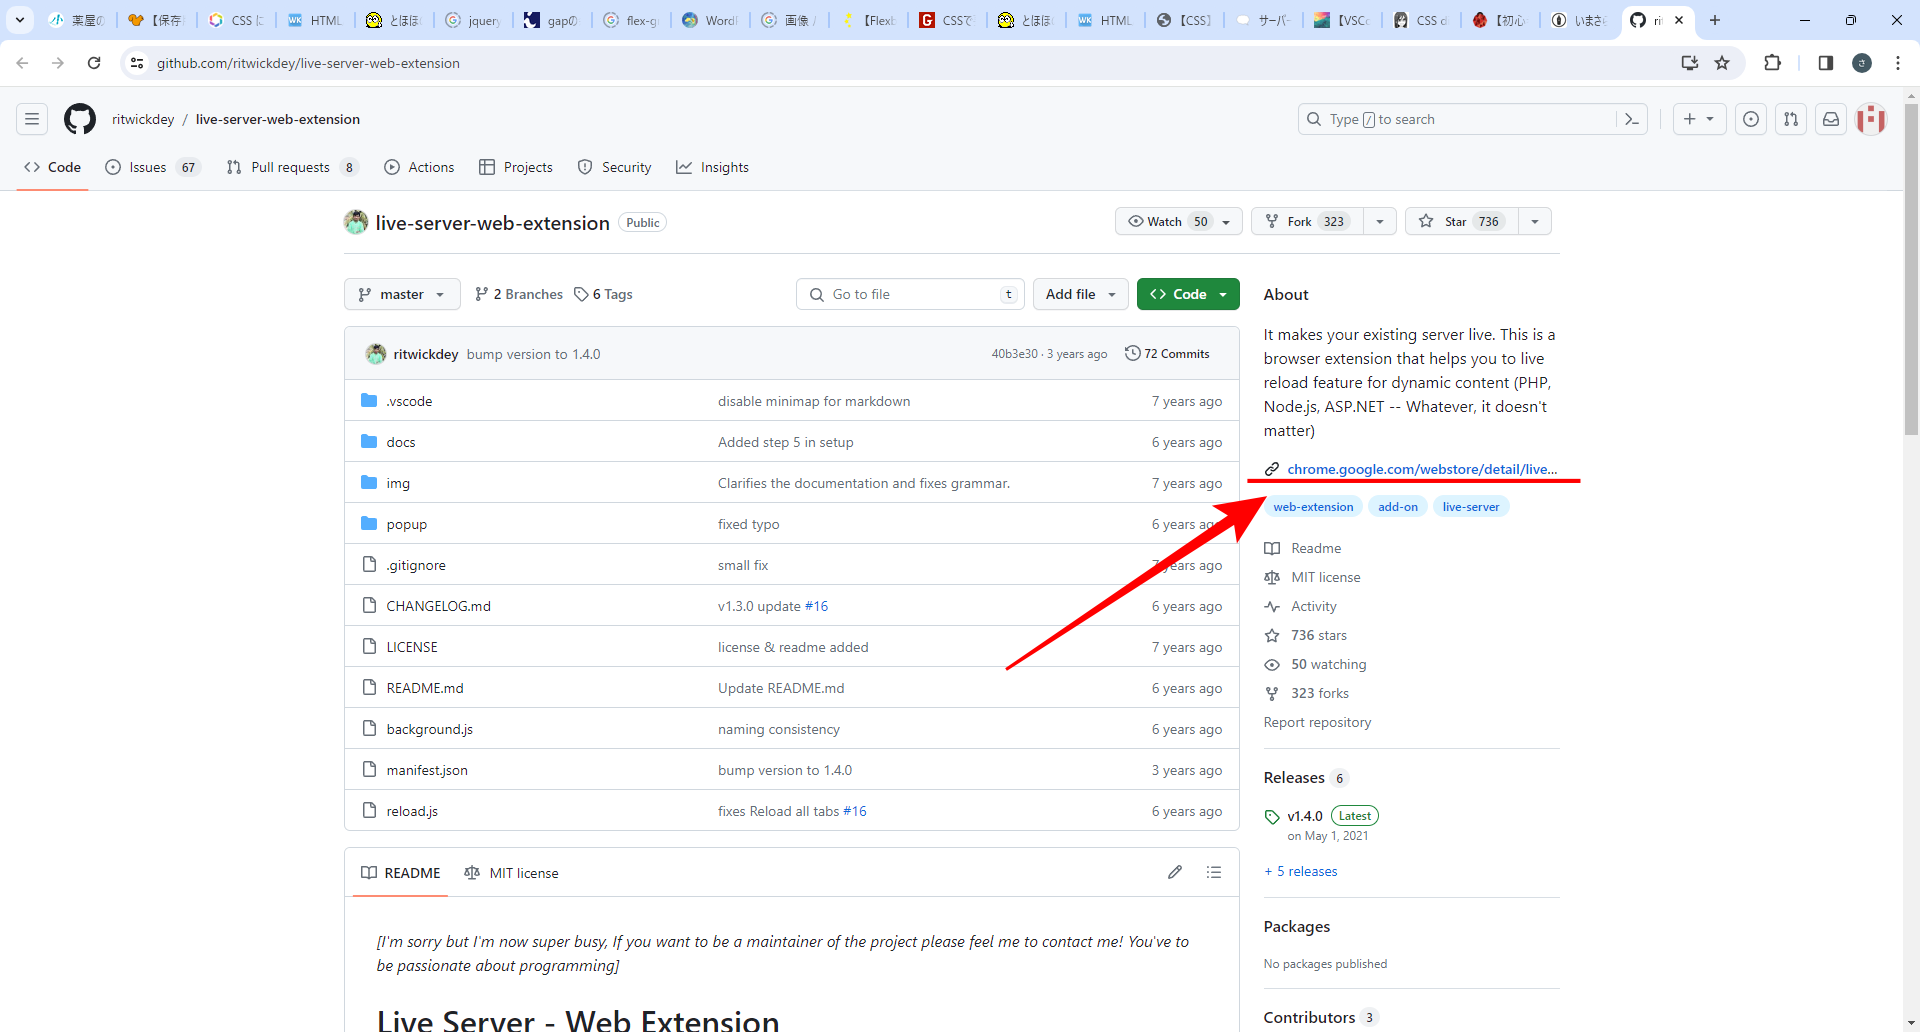 薬屋の
【保存
CSS に
HTML
とほほ
jquery
gapの
flex-g
Word
画像
【Flexb
CSSで
とほほ
HTML
【CSS】
サーバー
【VSC
CSS d
【初心
いまさら
rit
github.com/ritwickdey/live-server-web-extension
さ
ritwickdey / live-server-web-extension
Type / to search
Code
Issues 67
Pull requests 8
Actions
Projects
Security
Insights
live-server-web-extension Public
Watch 50
Fork 323
Star 736
master
2 Branches
6 Tags
Go to file t
Add file
Code
ritwickdey bump version to 1.4.0 40b3e30 · 3 years ago 72 Commits
.vscode disable minimap for markdown 7 years ago
docs Added step 5 in setup 6 years ago
img Clarifies the documentation and fixes grammar. 7 years ago
popup fixed typo 6 years ago
.gitignore small fix 7 years ago
CHANGELOG.md v1.3.0 update #16 6 years ago
LICENSE license & readme added 7 years ago
README.md Update README.md 6 years ago
background.js naming consistency 6 years ago
manifest.json bump version to 1.4.0 3 years ago
reload.js fixes Reload all tabs #16 6 years ago
README MIT license
[I'm sorry but I'm now super busy, If you want to be a maintainer of the project please feel me to contact me! You've to
be passionate about programming]
Live Server - Web Extension
About
It makes your existing server live. This is a
browser extension that helps you to live
reload feature for dynamic content (PHP,
Node.js, ASP.NET -- Whatever, it doesn't
matter)
chrome.google.com/webstore/detail/live...
web-extension add-on live-server
Readme
MIT license
Activity
736 stars
50 watching
323 forks
Report repository
Releases 6
v1.4.0 Latest
on May 1, 2021
+ 5 releases
Packages
No packages published
Contributors 3